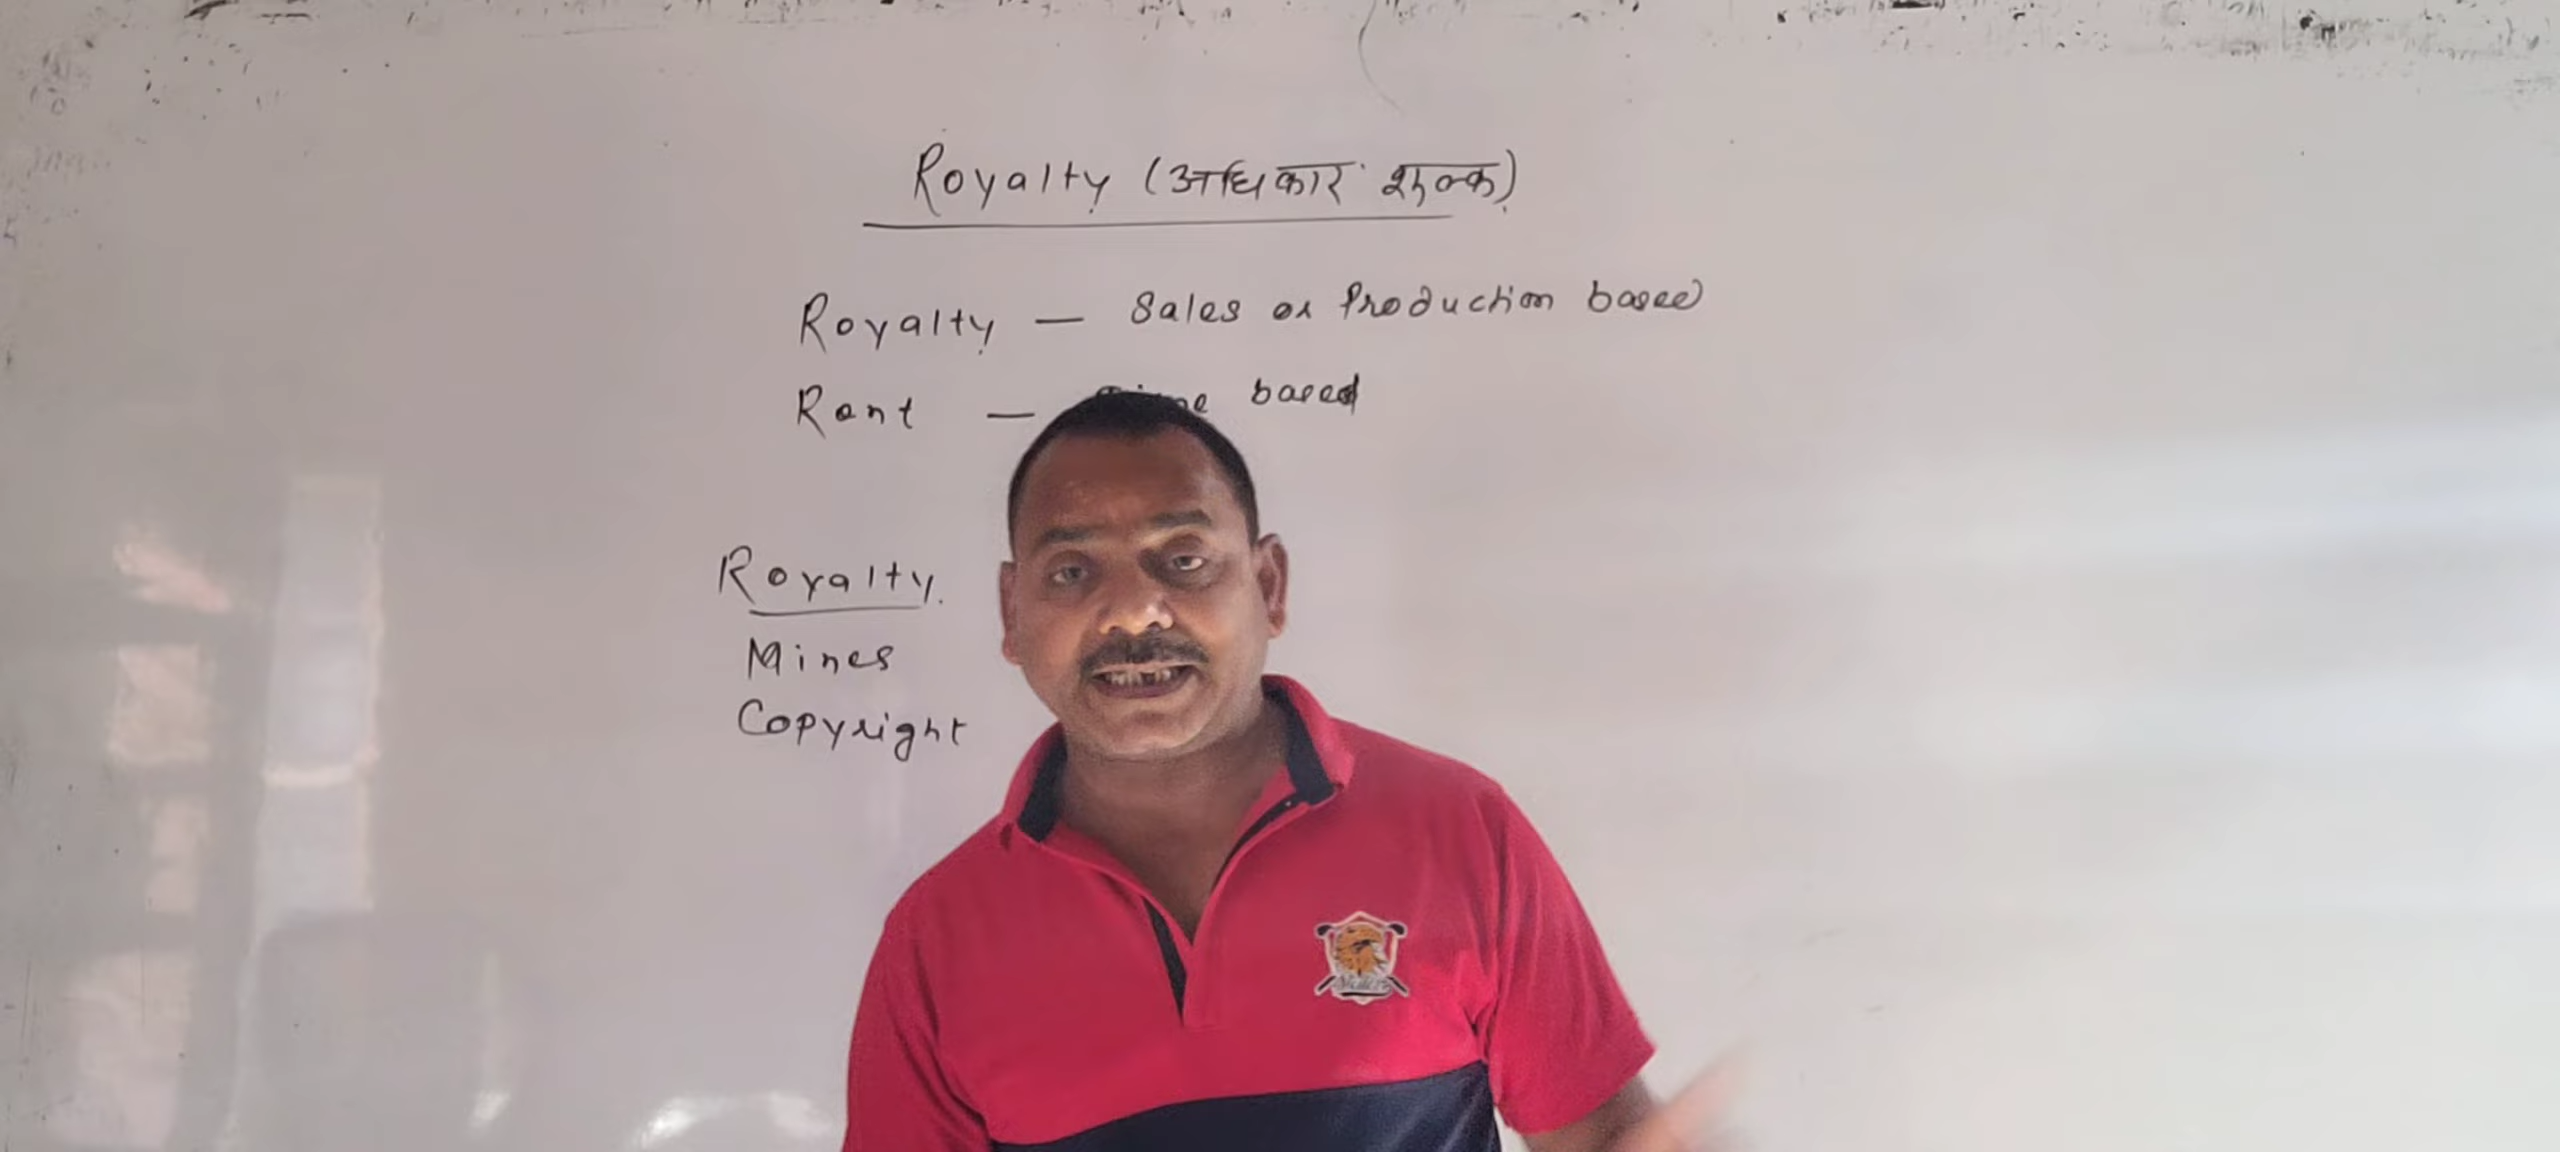 Royalty (अधिकार शुल्क)
Royalty — Sales or Production based
Rent — based
Royalty.
Mines
Copyright